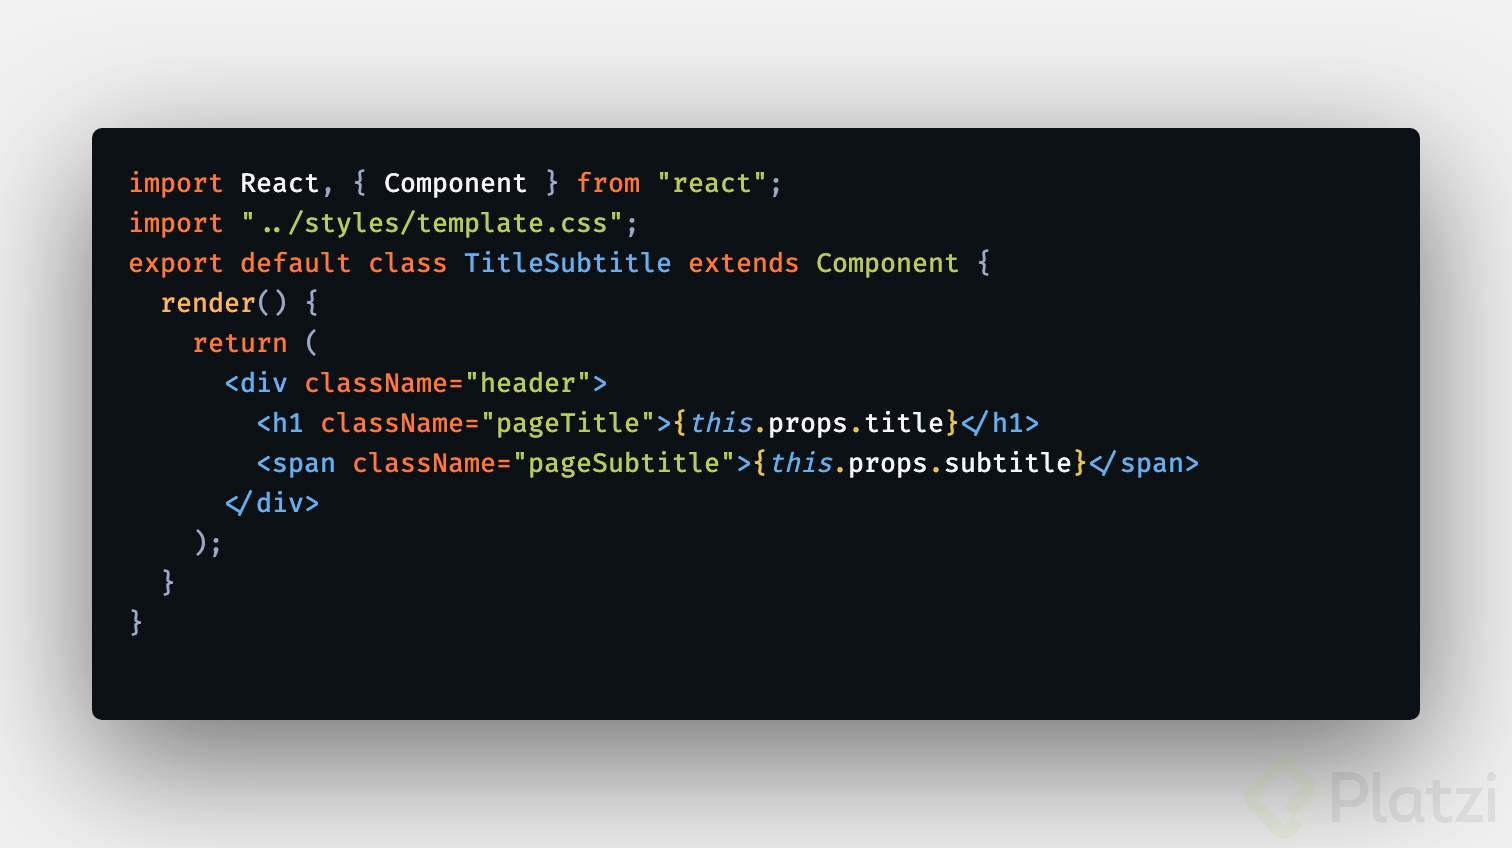 import React, { Component } from "react";
import "../styles/template.css";
export default class TitleSubtitle extends Component {
  render() {
    return (
      <div className="header">
        <h1 className="pageTitle">{this.props.title}</h1>
        <span className="pageSubtitle">{this.props.subtitle}</span>
      </div>
    );
  }
}
Platzi